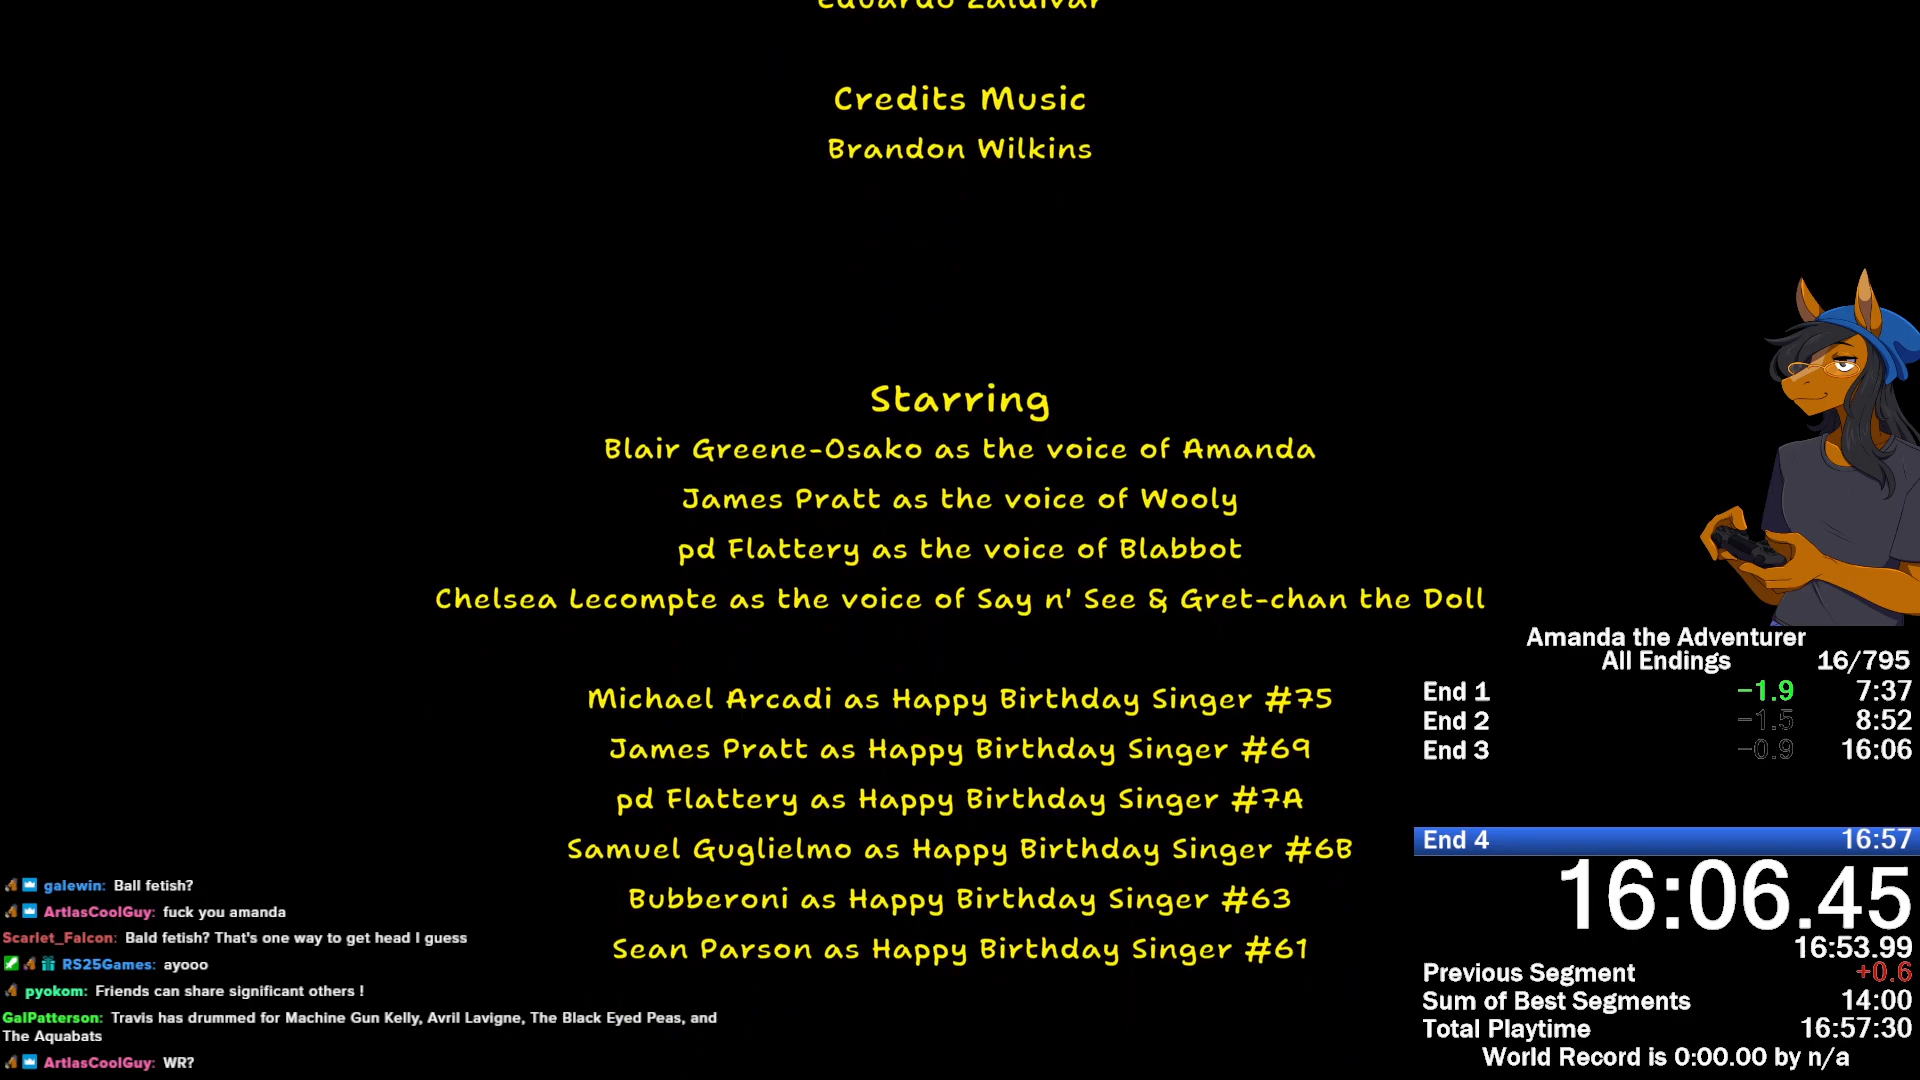 Eduardo Zaldivar
Credits Music
Brandon Wilkins
Starring
Blair Greene-Osako as the voice of Amanda
James Pratt as the voice of Wooly
pd Flattery as the voice of Blabbot
Chelsea Lecompte as the voice of Say n' See & Gret-chan the Doll
Michael Arcadi as Happy Birthday Singer #75
James Pratt as Happy Birthday Singer #69
pd Flattery as Happy Birthday Singer #7A
Samuel Guglielmo as Happy Birthday Singer #6B
Bubberoni as Happy Birthday Singer #63
Sean Parson as Happy Birthday Singer #61
galewin: Ball fetish?
ArtlasCoolGuy: fuck you amanda
Scarlet_Falcon: Bald fetish? That's one way to get head I guess
RS25Games: ayooo
pyokom: Friends can share significant others !
GalPatterson: Travis has drummed for Machine Gun Kelly, Avril Lavigne, The Black Eyed Peas, and
The Aquabats
ArtlasCoolGuy: WR?
Amanda the Adventurer
All Endings 16/795
End 1 −1.9 7:37
End 2 −1.5 8:52
End 3 −0.9 16:06
End 4 16:57
16:06.45
16:53.99
Previous Segment +0.6
Sum of Best Segments 14:00
Total Playtime 16:57:30
World Record is 0:00.00 by n/a